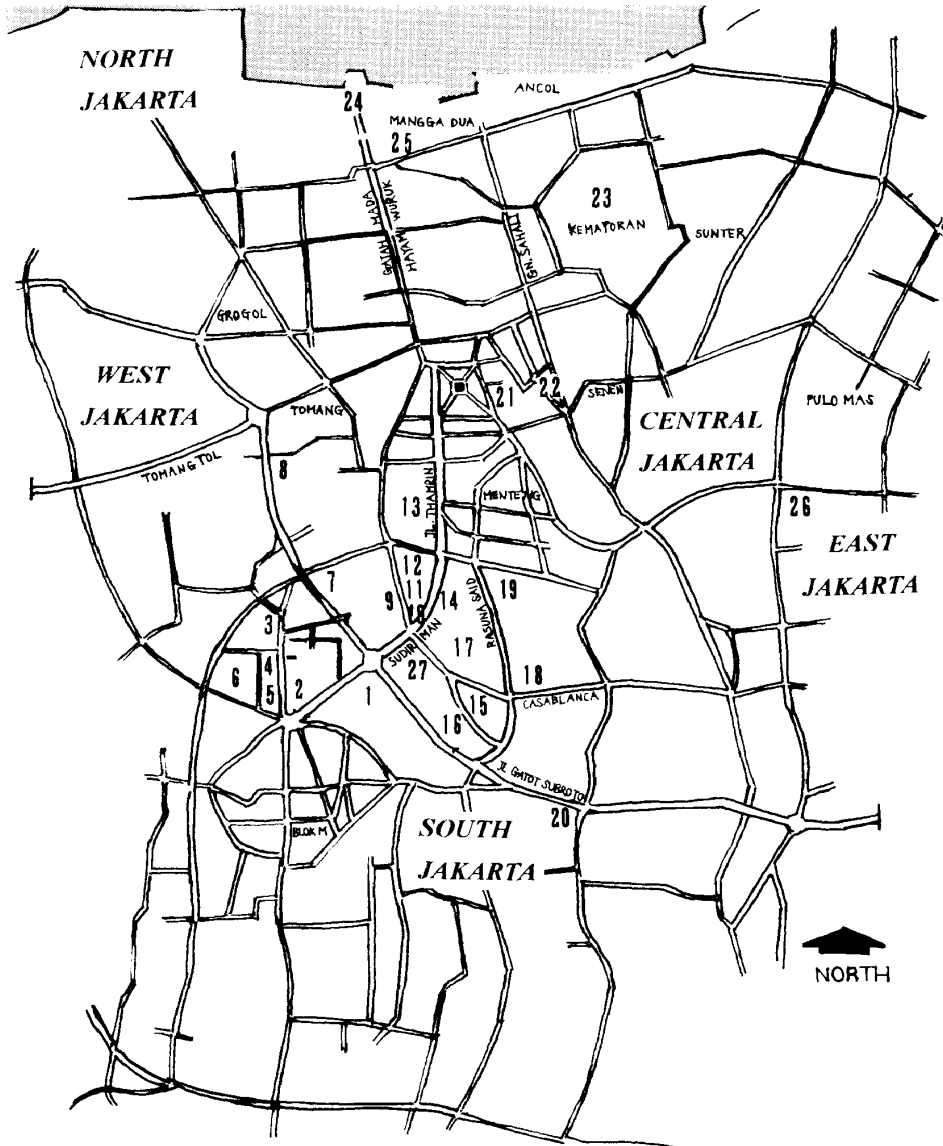 NORTH
JAKARTA
ANCOL
24
MANGGA DUA
25
GAJAH MADA
HAYAM WURUK
23
KEMAYORAN
GN. SAHARI
SUNTER
GROGOL
WEST
JAKARTA
TOMANG
21
22
SENEN
CENTRAL
JAKARTA
PULO MAS
TOMANG TOL
8
13
JL. THAMRIN
MENTENG
26
EAST
JAKARTA
12
11
10
9
14
7
RASUNA SAID
19
3
SUDIRMAN
17
27
18
4
5
6
2
1
15
16
CASABLANCA
JL GATOT SUBROTO
20
BLOK M
SOUTH
JAKARTA
NORTH